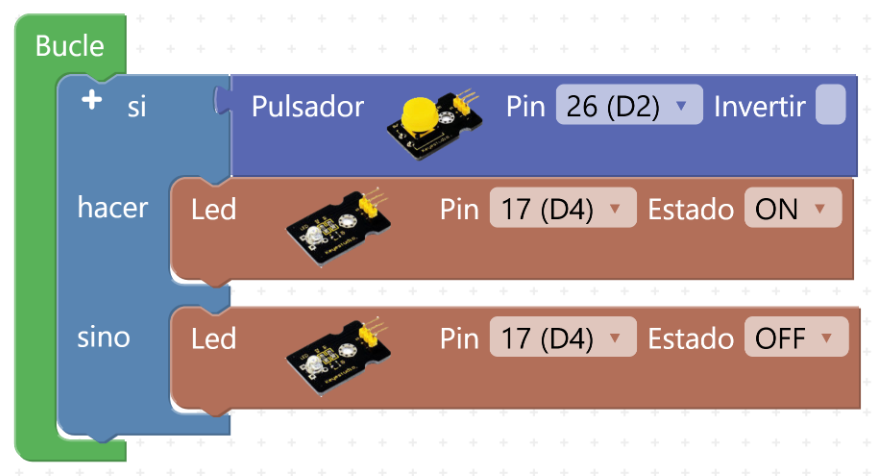 Bucle
+ si Pulsador Pin 26 (D2) Invertir
hacer Led Pin 17 (D4) Estado ON
sino Led Pin 17 (D4) Estado OFF